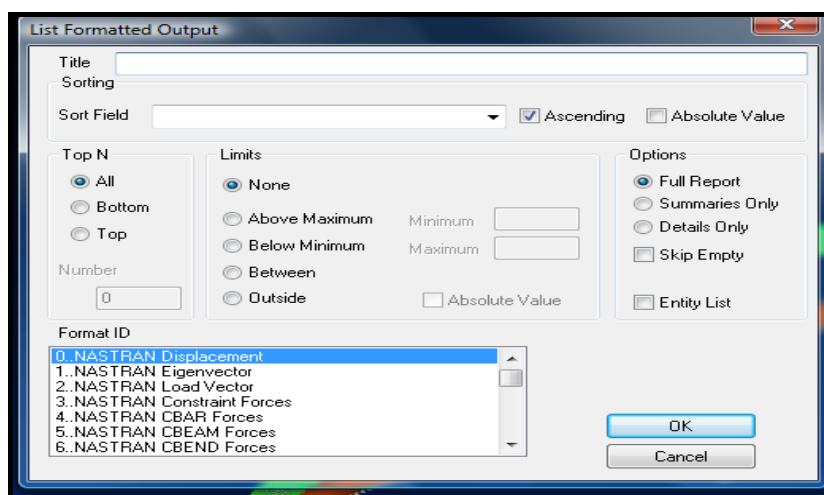 List Formatted Output
Title
Sorting
Sort Field
Ascending
Absolute Value
Top N
All
Bottom
Top
Number
0
Limits
None
Above Maximum
Minimum
Below Minimum
Maximum
Between
Outside
Absolute Value
Options
Full Report
Summaries Only
Details Only
Skip Empty
Entity List
Format ID
0..NASTRAN Displacement
1..NASTRAN Eigenvector
2..NASTRAN Load Vector
3..NASTRAN Constraint Forces
4..NASTRAN CBAR Forces
5..NASTRAN CBEAM Forces
6..NASTRAN CBEND Forces
OK
Cancel